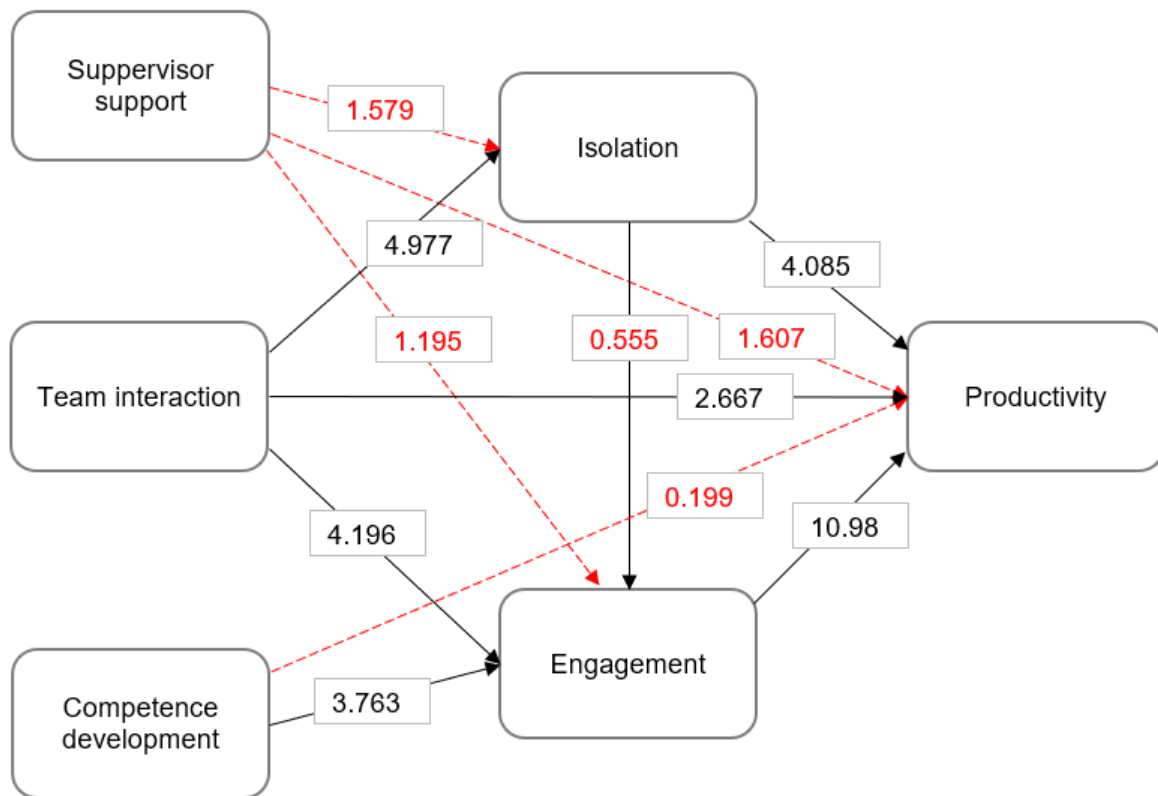 Suppervisor
support
1.579
Isolation
4.977
4.085
1.195
0.555
1.607
Team interaction
2.667
Productivity
0.199
4.196
10.98
Engagement
3.763
Competence
development